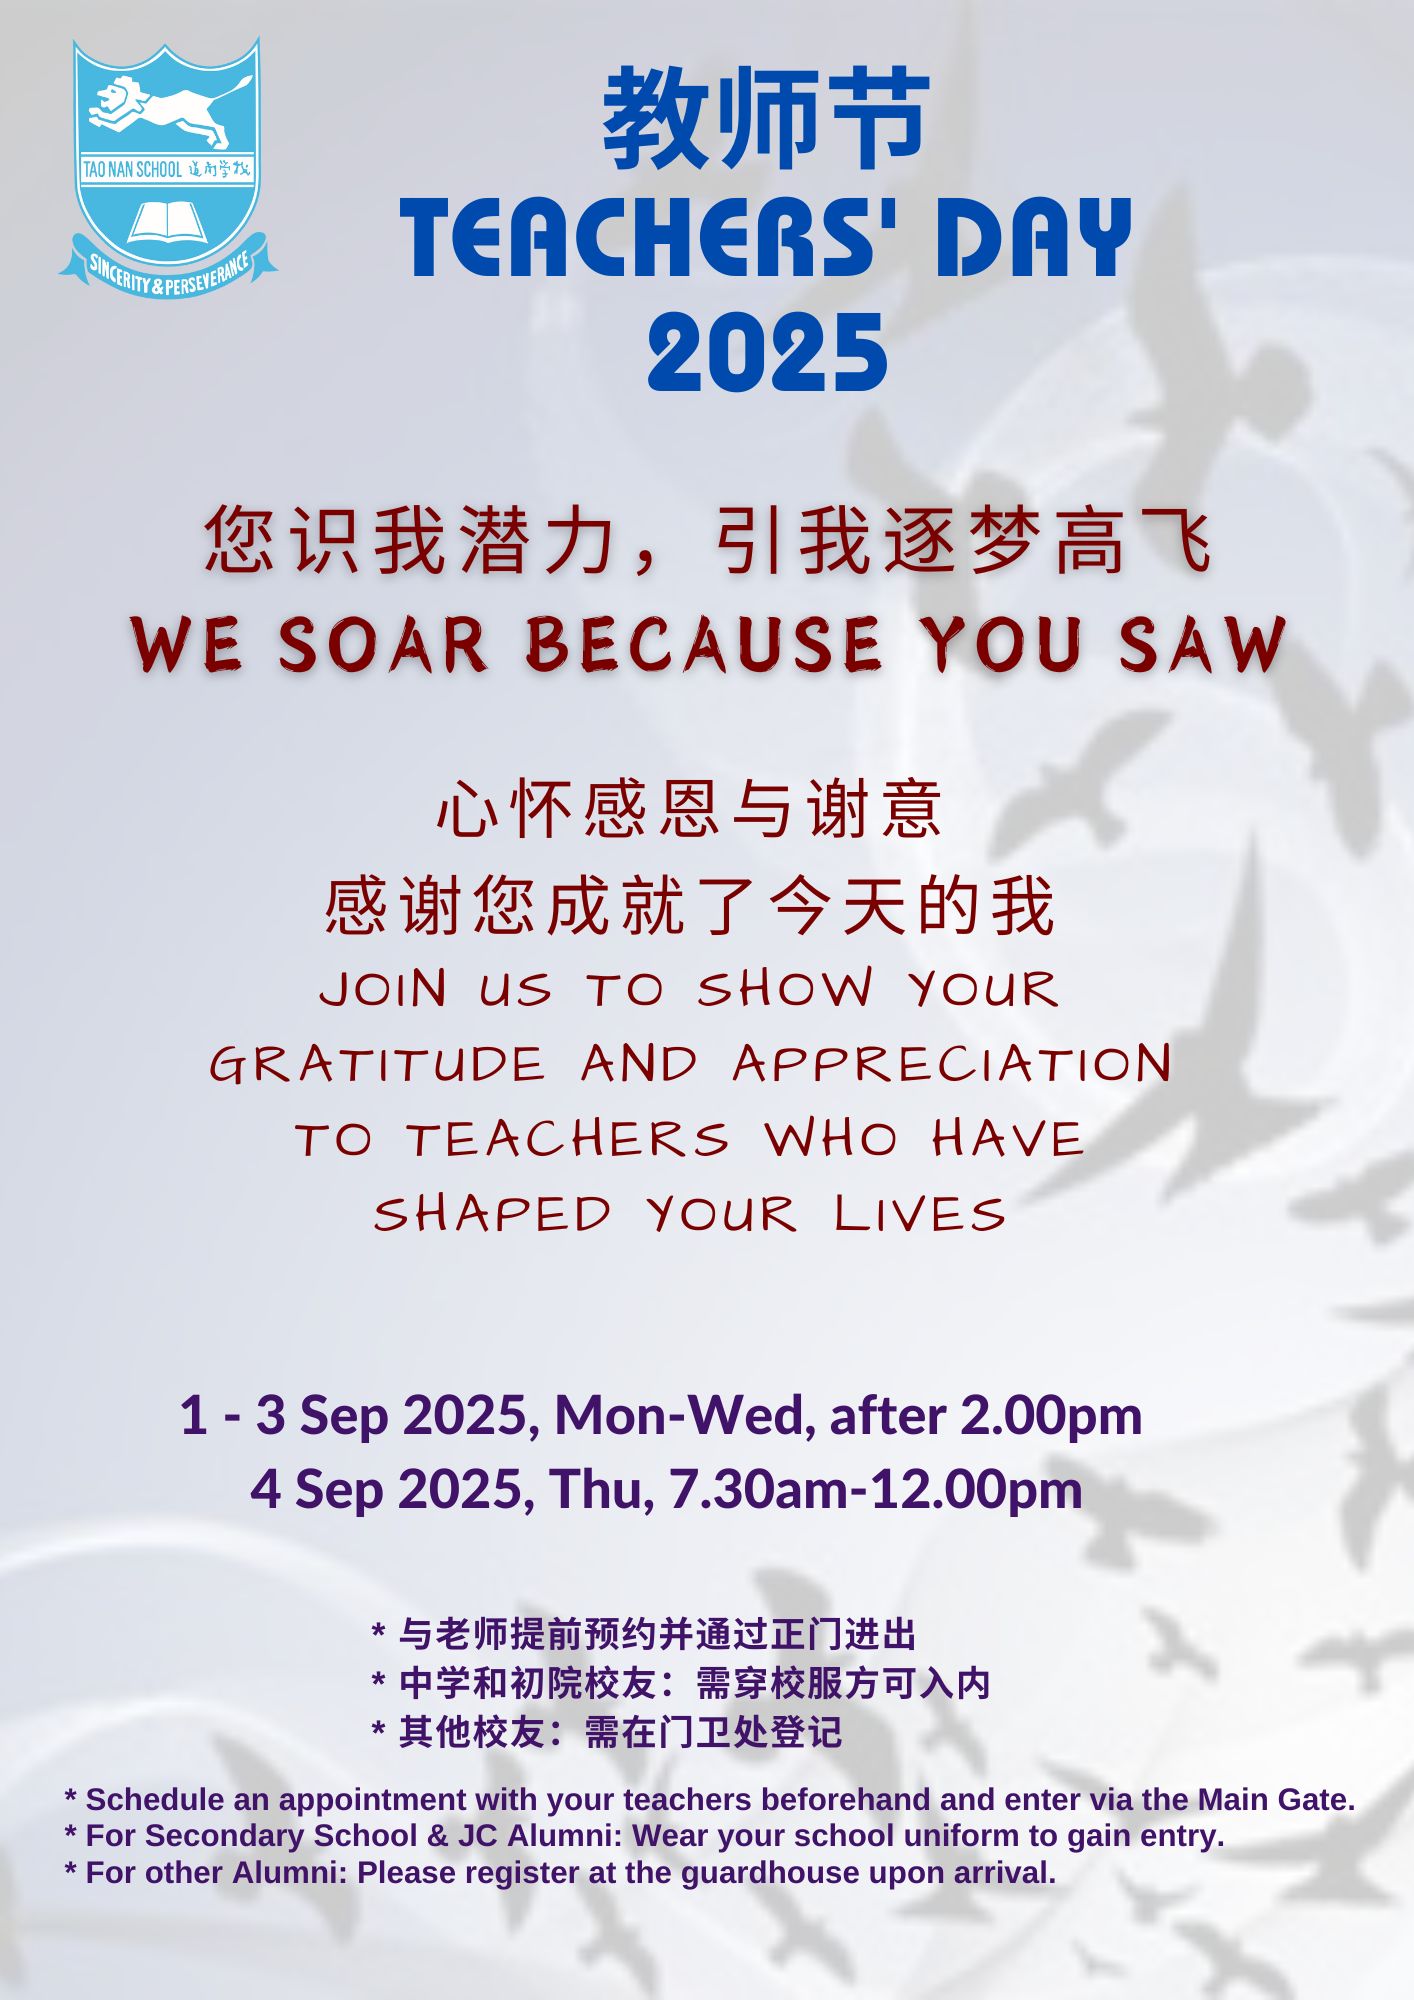 TAO NAN SCHOOL 道南学校
SINCERITY & PERSEVERANCE
教师节
TEACHERS' DAY
2025
您识我潜力，引我逐梦高飞
WE SOAR BECAUSE YOU SAW
心怀感恩与谢意
感谢您成就了今天的我
JOIN US TO SHOW YOUR
GRATITUDE AND APPRECIATION
TO TEACHERS WHO HAVE
SHAPED YOUR LIVES
1 - 3 Sep 2025, Mon-Wed, after 2.00pm
4 Sep 2025, Thu, 7.30am-12.00pm
* 与老师提前预约并通过正门进出
* 中学和初院校友：需穿校服方可入内
* 其他校友：需在门卫处登记
* Schedule an appointment with your teachers beforehand and enter via the Main Gate.
* For Secondary School & JC Alumni: Wear your school uniform to gain entry.
* For other Alumni: Please register at the guardhouse upon arrival.